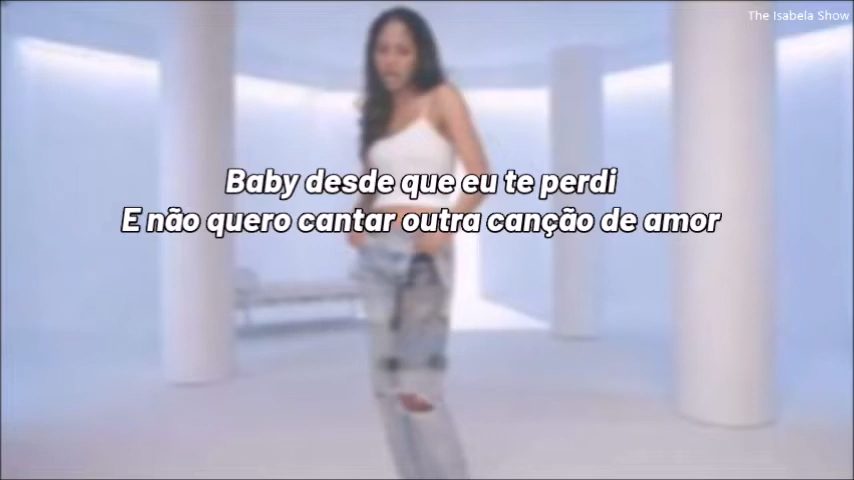 The Isabela Show
Baby desde que eu te perdi
E não quero cantar outra canção de amor